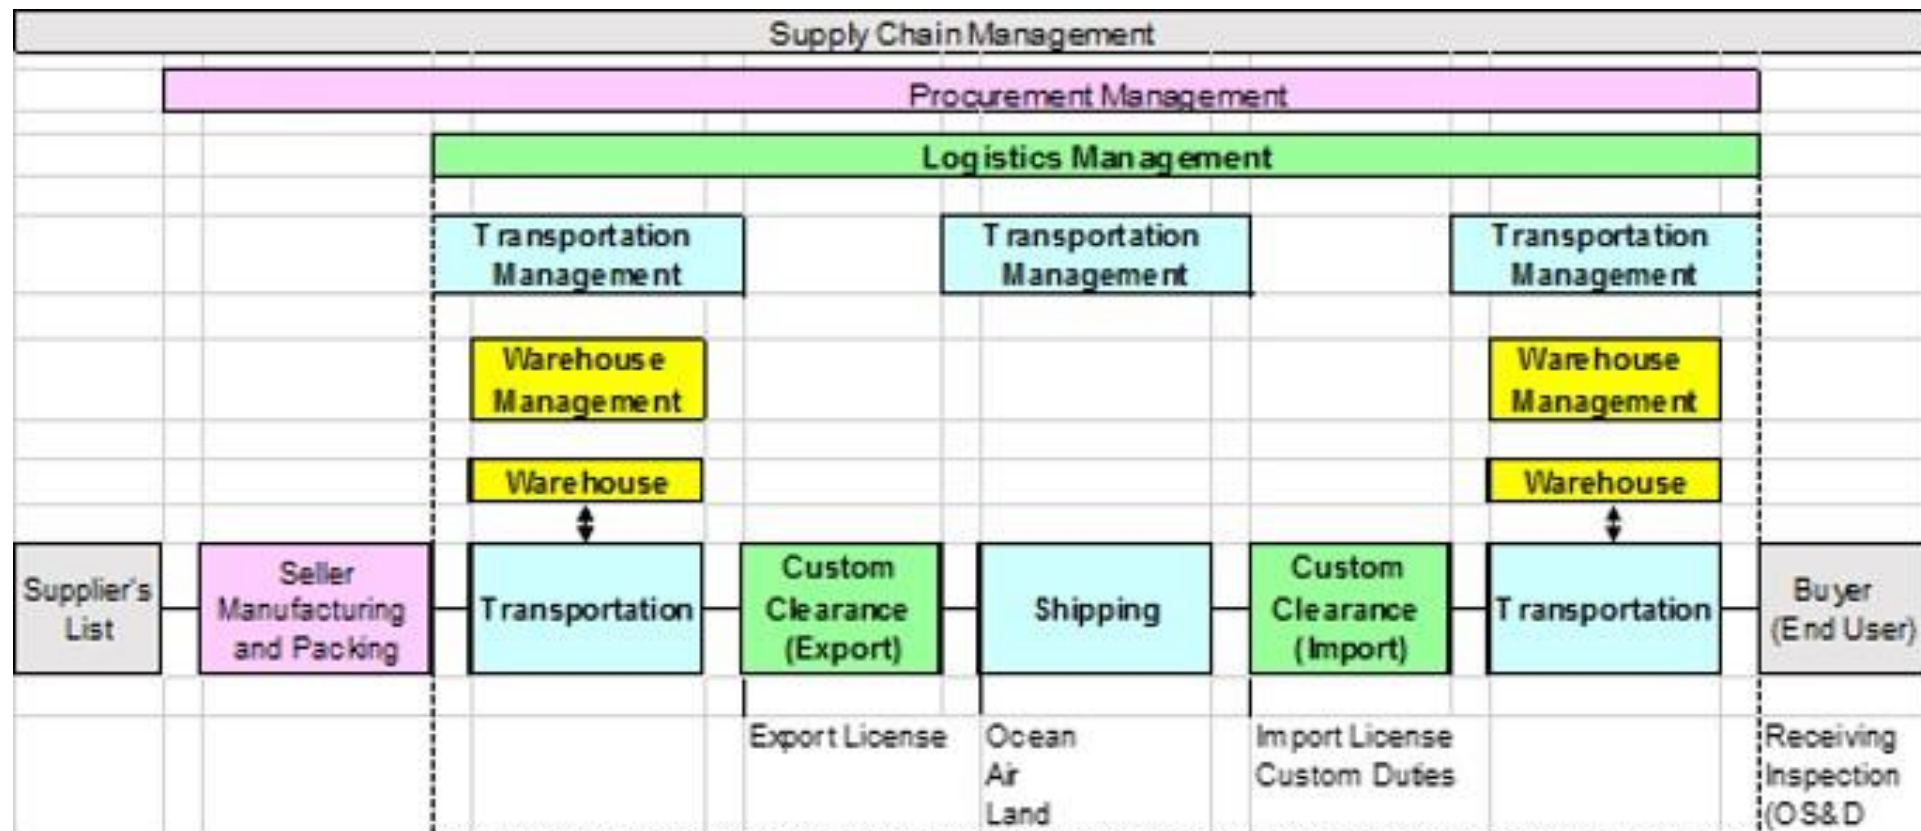 Supply Chain Management
Procurement Management
Logistics Management
Transportation
Management
Transportation
Management
Transportation
Management
Warehouse
Management
Warehouse
Management
Warehouse
Warehouse
Supplier's
List
Seller
Manufacturing
and Packing
Transportation
Custom
Clearance
(Export)
Shipping
Custom
Clearance
(Import)
Transportation
Buyer
(End User)
Export License
Ocean
Air
Land
Import License
Custom Duties
Receiving
Inspection
(OS&D